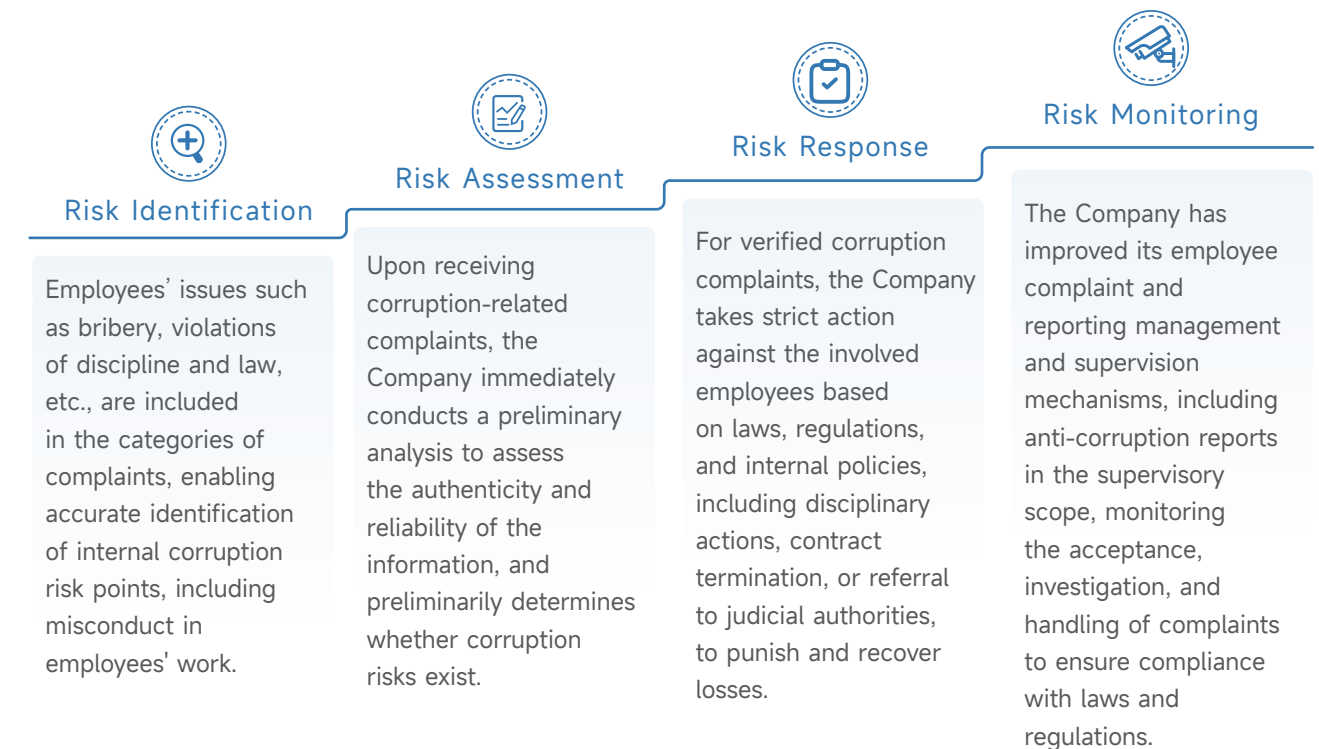 Risk Identification
Employees’ issues such
as bribery, violations
of discipline and law,
etc., are included
in the categories of
complaints, enabling
accurate identification
of internal corruption
risk points, including
misconduct in
employees' work.
Risk Assessment
Upon receiving
corruption-related
complaints, the
Company immediately
conducts a preliminary
analysis to assess
the authenticity and
reliability of the
information, and
preliminarily determines
whether corruption
risks exist.
Risk Response
For verified corruption
complaints, the Company
takes strict action
against the involved
employees based
on laws, regulations,
and internal policies,
including disciplinary
actions, contract
termination, or referral
to judicial authorities,
to punish and recover
losses.
Risk Monitoring
The Company has
improved its employee
complaint and
reporting management
and supervision
mechanisms, including
anti-corruption reports
in the supervisory
scope, monitoring
the acceptance,
investigation, and
handling of complaints
to ensure compliance
with laws and
regulations.